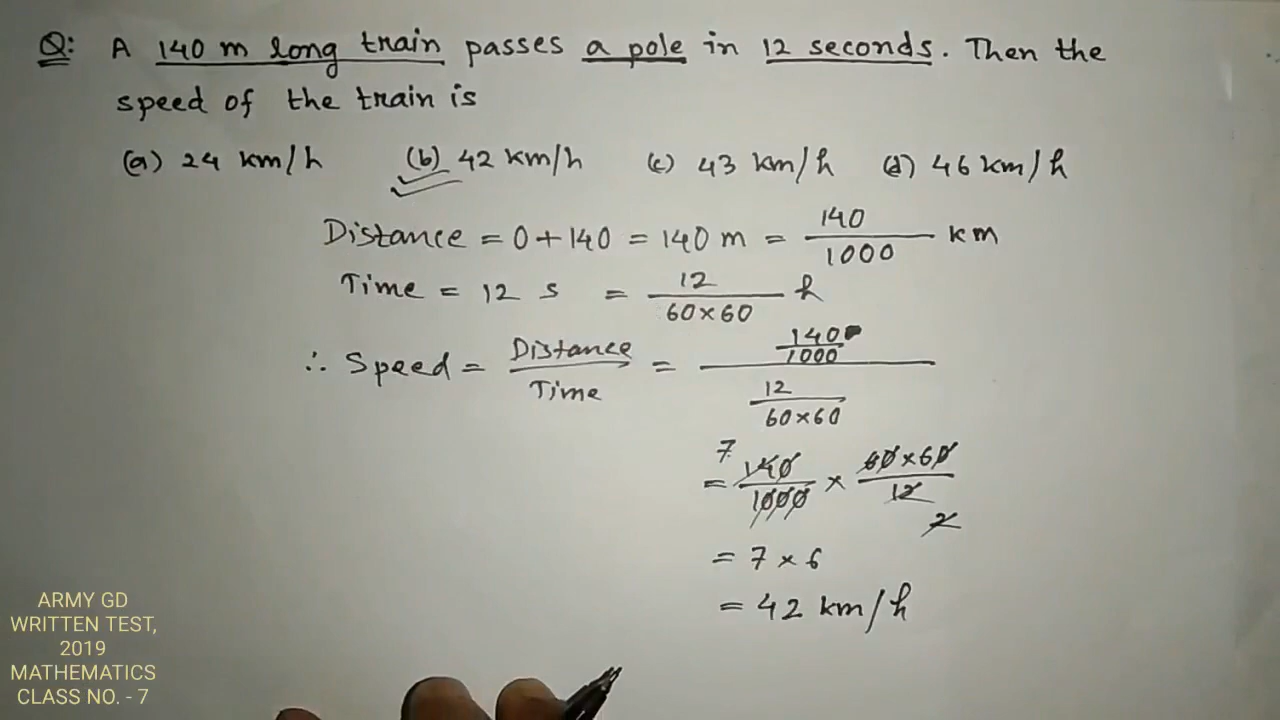 Q: A 140 m long train passes a pole in 12 seconds. Then the
speed of the train is
(a) 24 km/h (b) 42 km/h (c) 43 km/h (d) 46 km/h
Distance = 0 + 140 = 140 m = 140/1000 km
Time = 12 s = 12/60×60 h
∴ Speed = Distance/Time = 140/1000 / 12/60×60
7
= 140/1000 × 60×60/12
2
= 7 × 6
= 42 km/h
ARMY GD
WRITTEN TEST,
2019
MATHEMATICS
CLASS NO. - 7